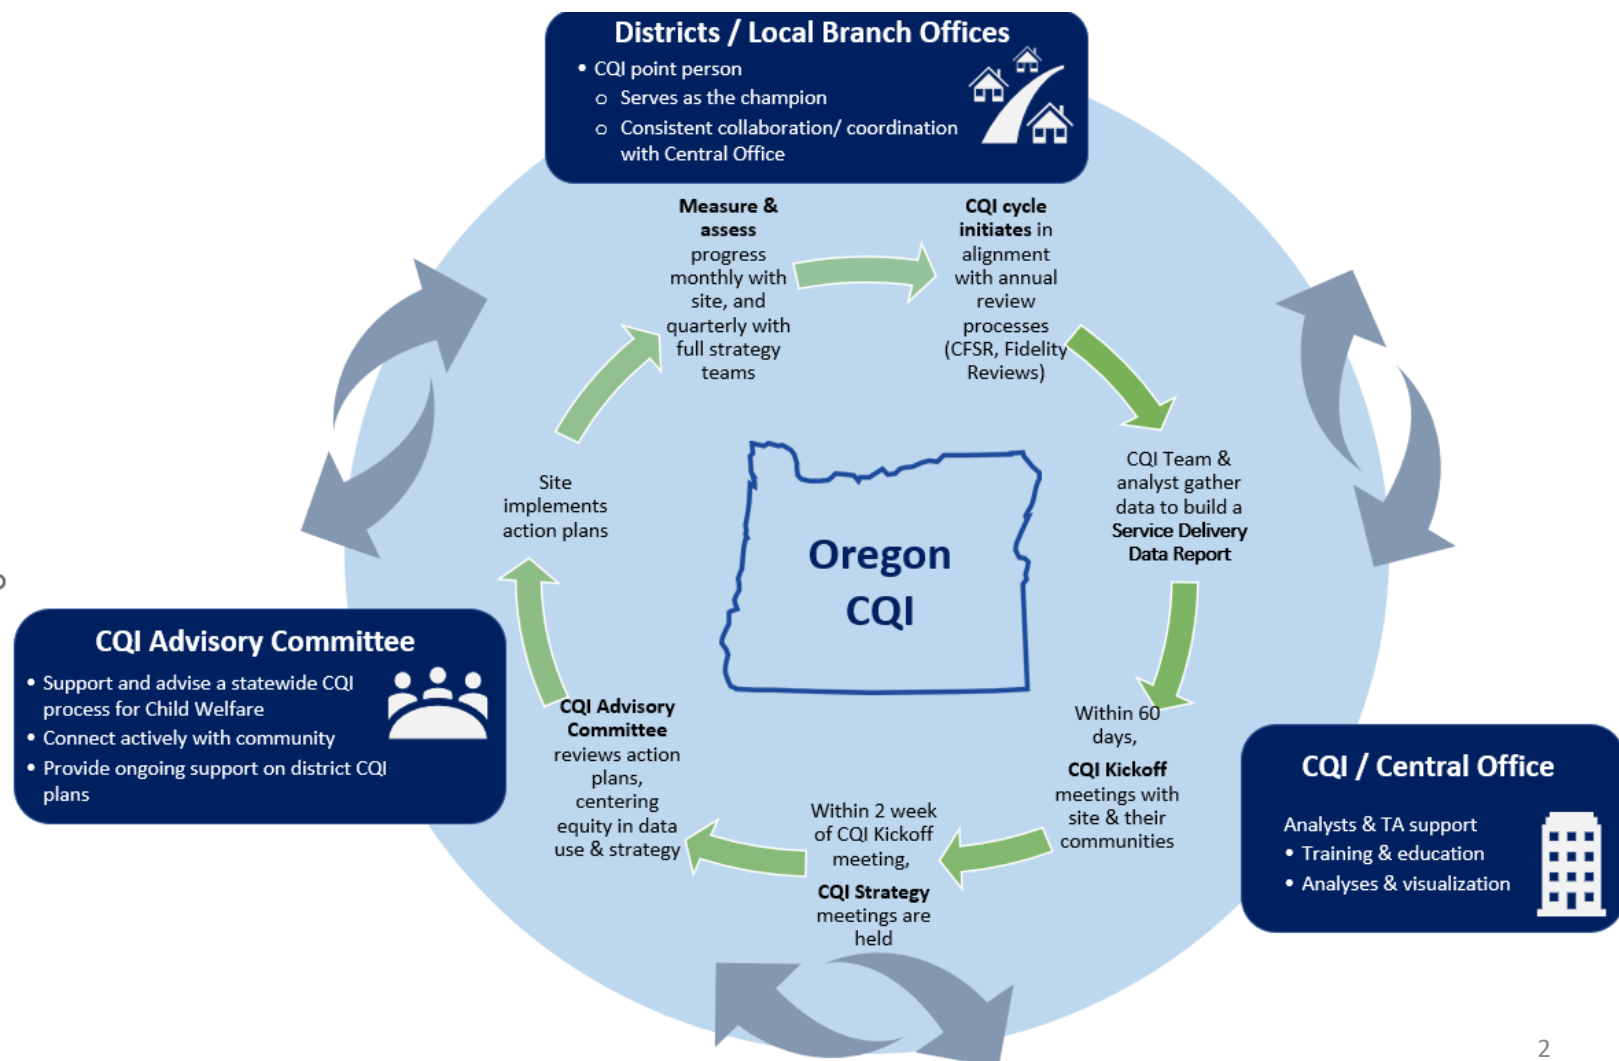 Districts / Local Branch Offices
• CQI point person
o Serves as the champion
o Consistent collaboration/ coordination
with Central Office
Measure &
assess
progress
monthly with
site, and
quarterly with
full strategy
teams
CQI cycle
initiates in
alignment
with annual
review
processes
(CFSR, Fidelity
Reviews)
CQI Team &
analyst gather
data to build a
Service Delivery
Data Report
Within 60
days,
CQI Kickoff
meetings with
site & their
communities
Within 2 week
of CQI Kickoff
meeting,
CQI Strategy
meetings are
held
CQI Advisory
Committee
reviews action
plans,
centering
equity in data
use & strategy
Site
implements
action plans
Oregon
CQI
CQI Advisory Committee
• Support and advise a statewide CQI
process for Child Welfare
• Connect actively with community
• Provide ongoing support on district CQI
plans
CQI / Central Office
Analysts & TA support
• Training & education
• Analyses & visualization
2